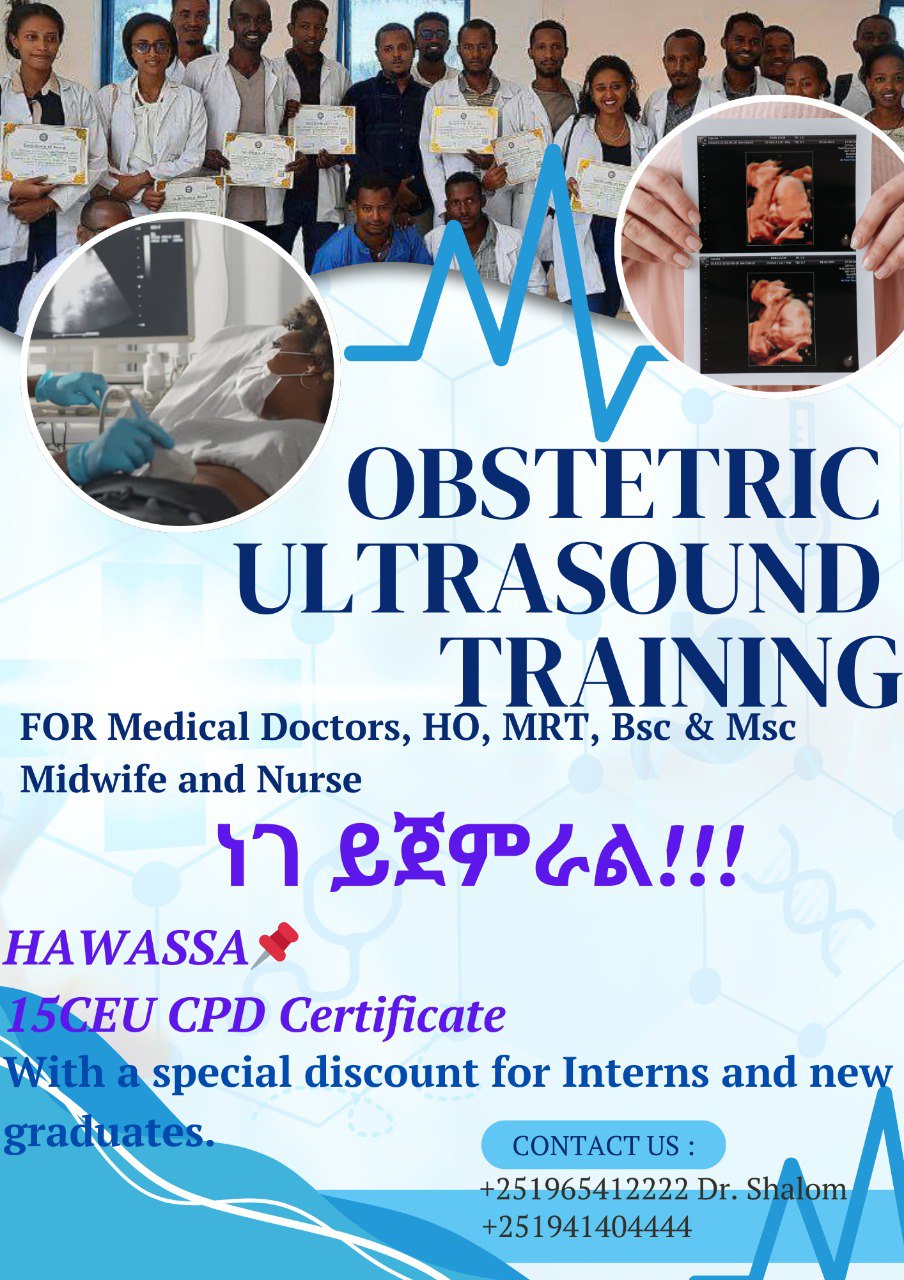 OBSTETRIC
ULTRASOUND
TRAINING
FOR Medical Doctors, HO, MRT, Bsc & Msc
Midwife and Nurse
ነገ ይጀምራል!!!
HAWASSA📌
15CEU CPD Certificate
With a special discount for Interns and new
graduates.
CONTACT US :
+251965412222 Dr. Shalom
+251941404444